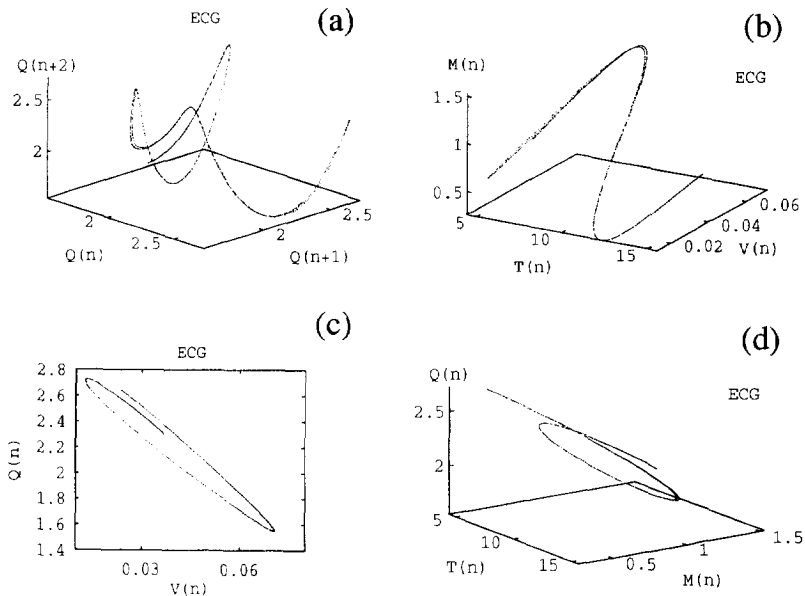 ECG
(a)
Q(n+2)
2.5
2
2
2.5
Q(n)
2
2.5
Q(n+1)
(b)
M(n)
ECG
1.5
1
0.5
5
10
15
T(n)
0.02
0.04
0.06
V(n)
(c)
ECG
Q(n)
2.8
2.6
2.4
2.2
2
1.8
1.6
1.4
0.03
0.06
V(n)
(d)
Q(n)
ECG
2.5
2
5
10
15
T(n)
0.5
1
1.5
M(n)